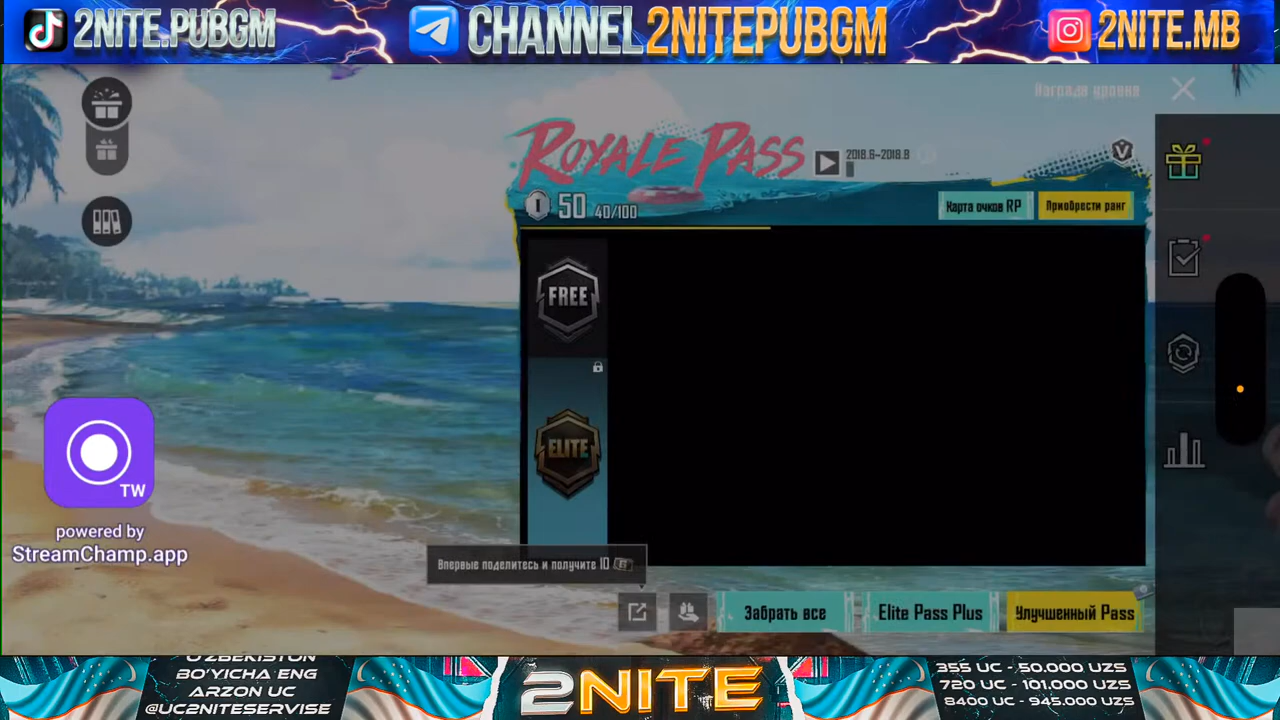 2NITE.PUBGM
CHANNEL2NITEPUBGM
2NITE.MB
Награда уровня
ROYALE PASS
2018.6-2018.9
V
I 50 40/100
Карта очков RP
Приобрести ранг
FREE
ELITE
TW
powered by
StreamChamp.app
Впервые поделитесь и получите 10
Забрать все
Elite Pass Plus
Улучшенный Pass
O'ZBEKISTON
BO'YICHA ENG
ARZON UC
@UC2NITESERVISE
2NITE
355 UC - 50.000 UZS
720 UC - 101.000 UZS
8400 UC - 945.000 UZS